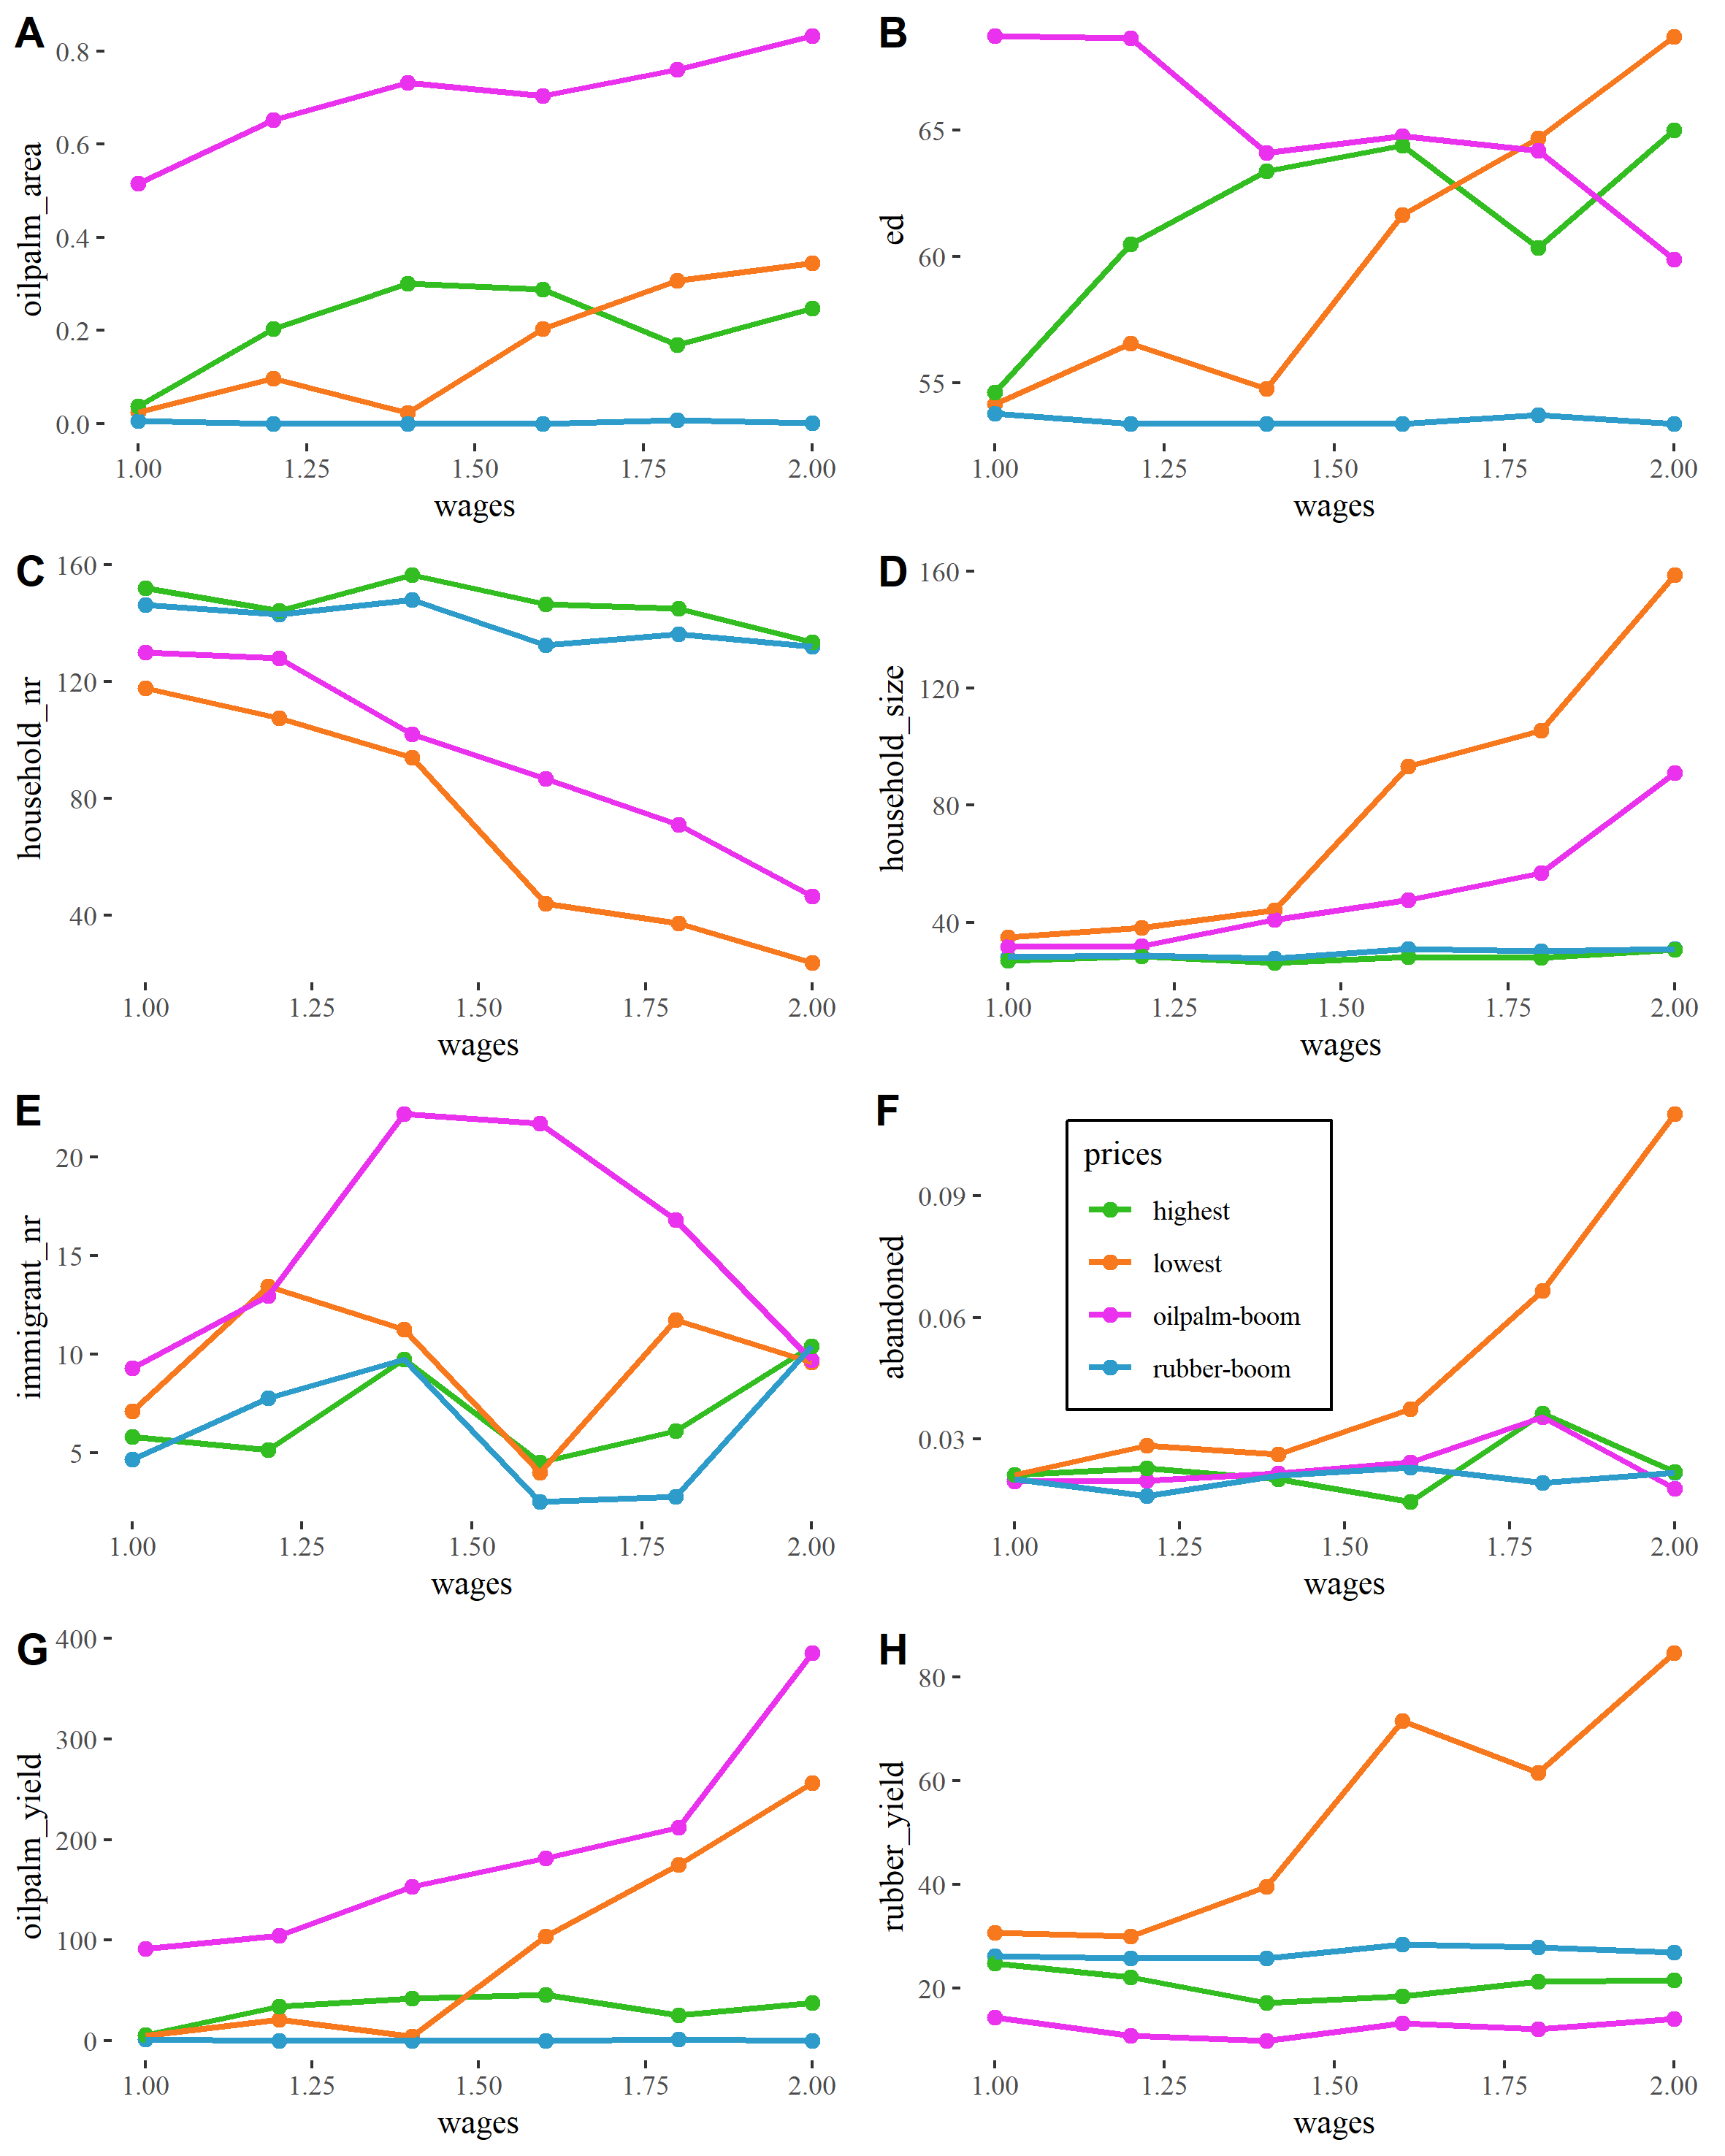 A
oilpalm_area
0.8
0.6
0.4
0.2
0.0
1.00 1.25 1.50 1.75 2.00
wages
B
ed
65
60
55
1.00 1.25 1.50 1.75 2.00
wages
C
household_nr
160
120
80
40
1.00 1.25 1.50 1.75 2.00
wages
D
household_size
160
120
80
40
1.00 1.25 1.50 1.75 2.00
wages
E
immigrant_nr
20
15
10
5
1.00 1.25 1.50 1.75 2.00
wages
F
abandoned
0.09
0.06
0.03
prices
highest
lowest
oilpalm-boom
rubber-boom
1.00 1.25 1.50 1.75 2.00
wages
G
oilpalm_yield
400
300
200
100
0
1.00 1.25 1.50 1.75 2.00
wages
H
rubber_yield
80
60
40
20
1.00 1.25 1.50 1.75 2.00
wages